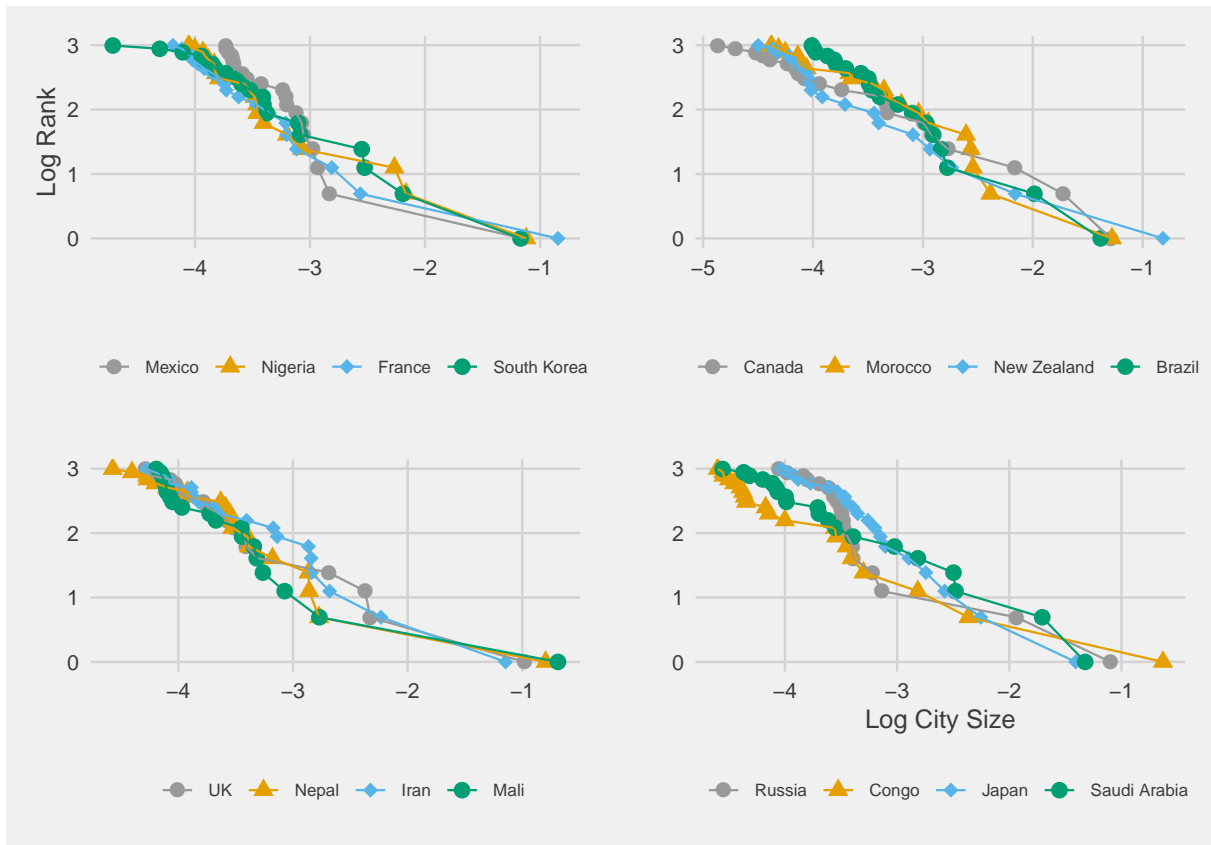 3
2
1
0
Log Rank
−4 −3 −2 −1
Mexico Nigeria France South Korea
3
2
1
0
−5 −4 −3 −2 −1
Canada Morocco New Zealand Brazil
3
2
1
0
−4 −3 −2 −1
UK Nepal Iran Mali
3
2
1
0
−4 −3 −2 −1
Log City Size
Russia Congo Japan Saudi Arabia